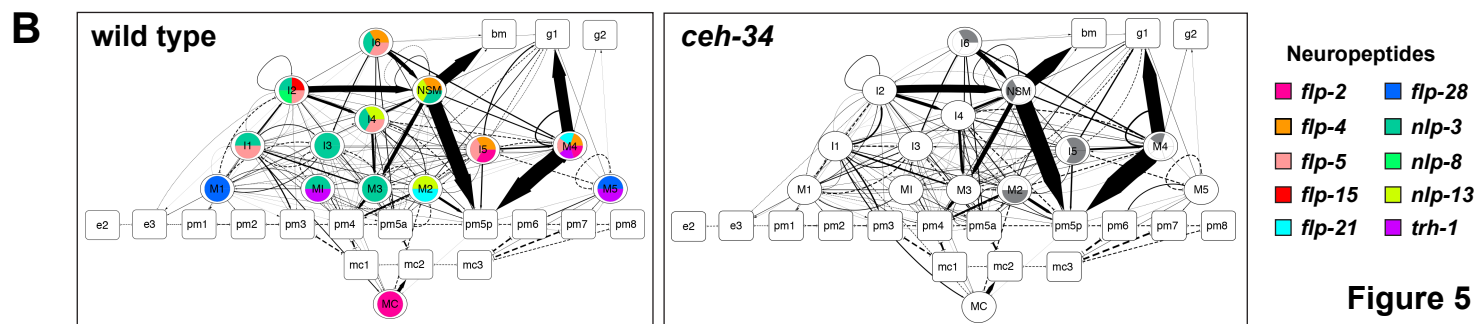 B
wild type
I6
bm
g1
g2
I2
NSM
I4
I1
I3
I5
M4
M1
MI
M3
M2
M5
e2
e3
pm1
pm2
pm3
pm4
pm5a
pm5p
pm6
pm7
pm8
mc1
mc2
mc3
MC
ceh-34
I6
bm
g1
g2
I2
NSM
I4
I1
I3
I5
M4
M1
MI
M3
M2
M5
e2
e3
pm1
pm2
pm3
pm4
pm5a
pm5p
pm6
pm7
pm8
mc1
mc2
mc3
MC
Neuropeptides
flp-2
flp-4
flp-5
flp-15
flp-21
flp-28
nlp-3
nlp-8
nlp-13
trh-1
Figure 5